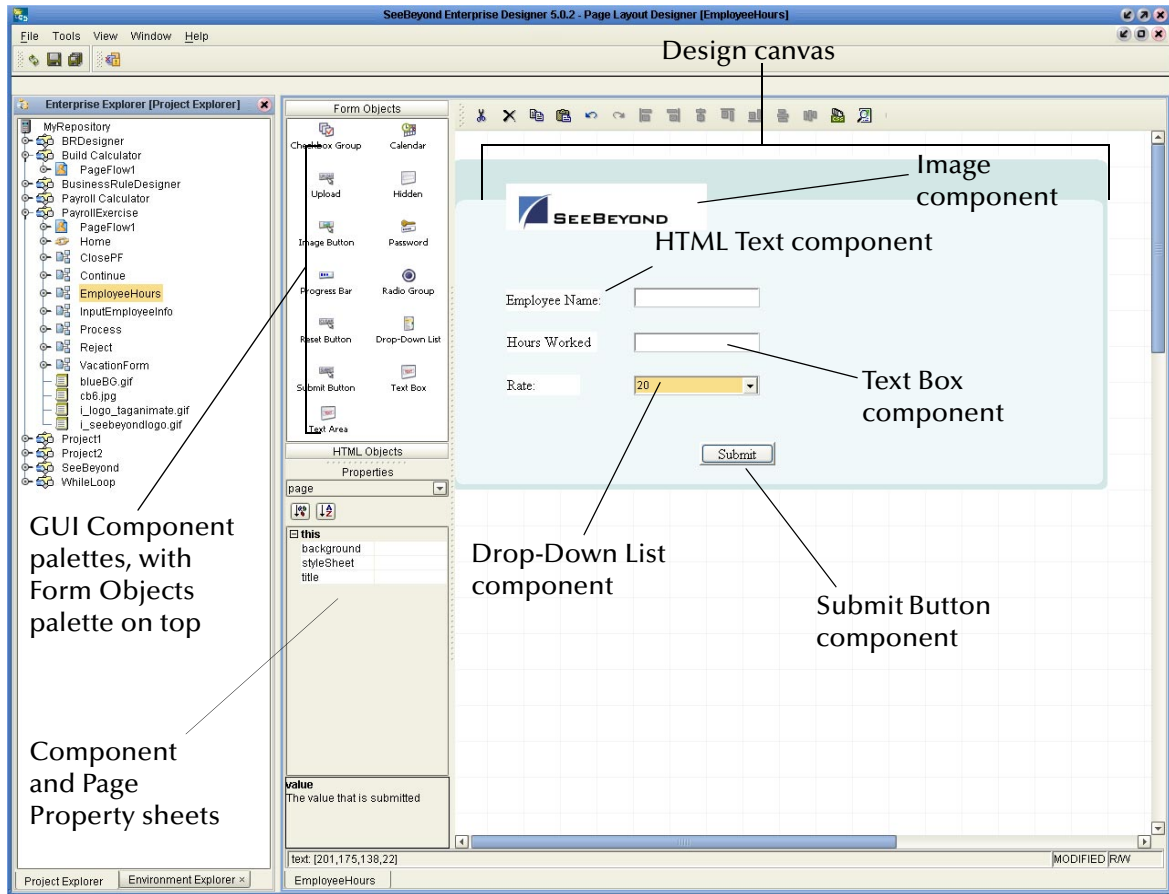 SeeBeyond Enterprise Designer 5.0.2 - Page Layout Designer [EmployeeHours]
File Tools View Window Help
Design canvas
Enterprise Explorer [Project Explorer]
MyRepository
BRDesigner
Build Calculator
PageFlow1
BusinessRuleDesigner
Payroll Calculator
PayrollExercise
PageFlow1
Home
ClosePF
Continue
EmployeeHours
InputEmployeeInfo
Process
Reject
VacationForm
blueBG.gif
cb6.jpg
i_logo_taganimate.gif
i_seebeyondlogo.gif
Project1
Project2
SeeBeyond
WhileLoop
GUI Component
palettes, with
Form Objects
palette on top
Component
and Page
Property sheets
Project Explorer
Environment Explorer ×
Form Objects
Checkbox Group
Calendar
Upload
Hidden
Image Button
Password
Progress Bar
Radio Group
Reset Button
Drop-Down List
Submit Button
Text Box
Text Area
HTML Objects
Properties
page
this
background
styleSheet
title
value
The value that is submitted
Image
component
SEEBEYOND
HTML Text component
Employee Name:
Hours Worked
Rate:
20
Text Box
component
Submit
Drop-Down List
component
Submit Button
component
text: [201,175,138,22]
MODIFIED R/W
EmployeeHours